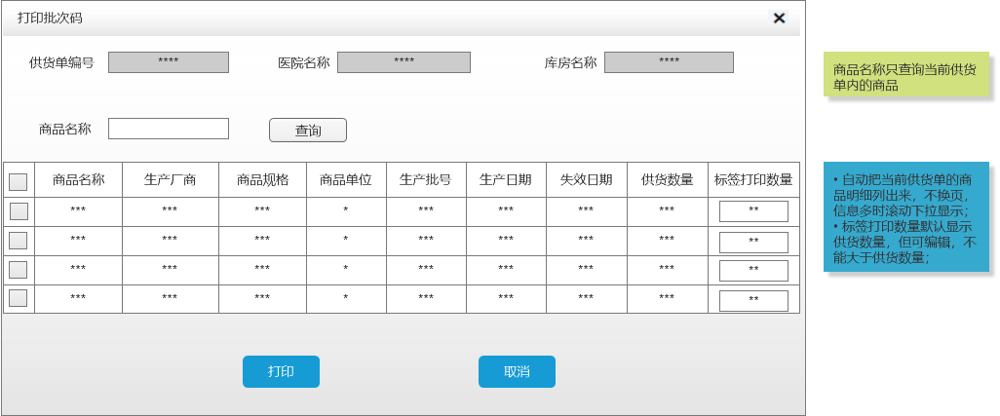 打印批次码
供货单编号 **** 医院名称 **** 库房名称 ****
商品名称 查询
商品名称 生产厂商 商品规格 商品单位 生产批号 生产日期 失效日期 供货数量 标签打印数量
*** *** *** * *** *** *** *** **
*** *** *** * *** *** *** *** **
*** *** *** * *** *** *** *** **
*** *** *** * *** *** *** *** **
打印 取消
商品名称只查询当前供货
单内的商品
• 自动把当前供货单的商
品明细列出来，不换页，
信息多时滚动下拉显示；
• 标签打印数量默认显示
供货数量，但可编辑，不
能大于供货数量；